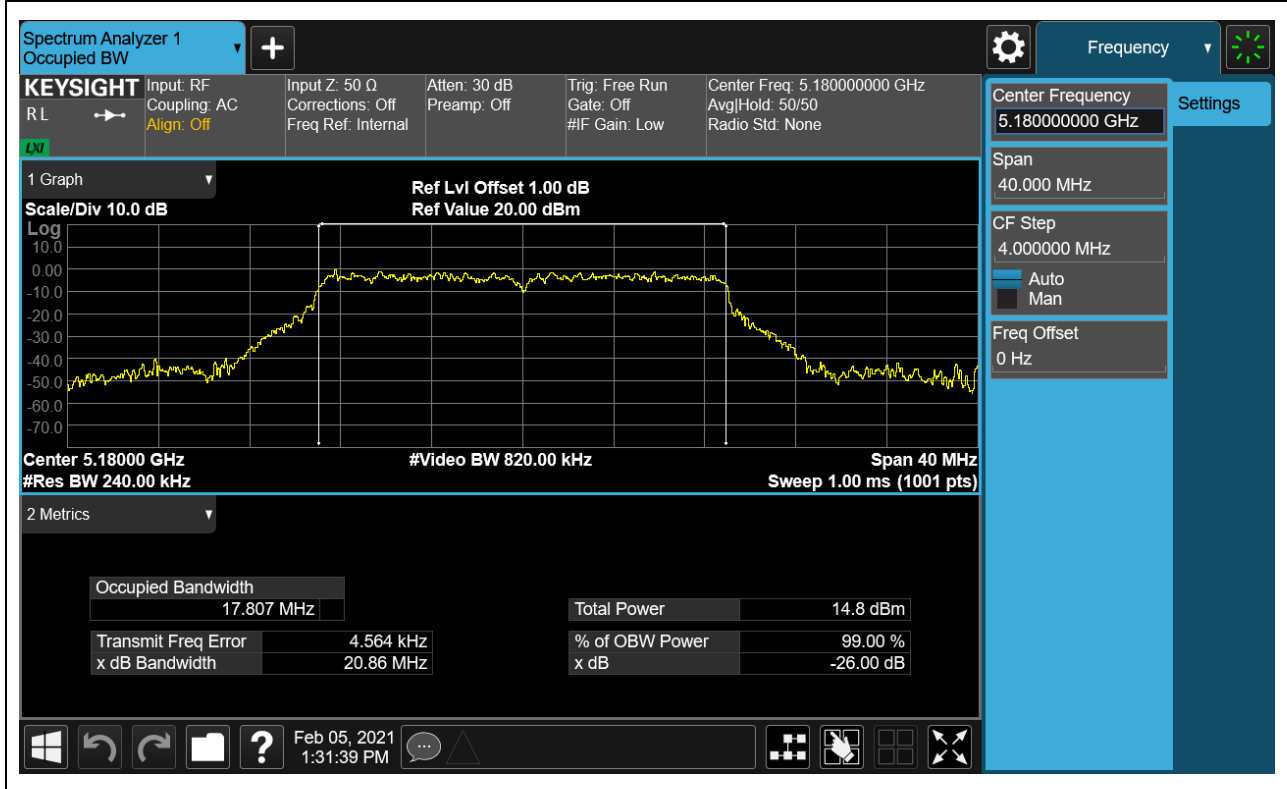 Spectrum Analyzer 1
Occupied BW
Frequency
KEYSIGHT
R L
LXI
Input: RF
Coupling: AC
Align: Off
Input Z: 50 Ω
Corrections: Off
Freq Ref: Internal
Atten: 30 dB
Preamp: Off
Trig: Free Run
Gate: Off
#IF Gain: Low
Center Freq: 5.180000000 GHz
Avg|Hold: 50/50
Radio Std: None
Center Frequency
5.180000000 GHz
Settings
Span
40.000 MHz
CF Step
4.000000 MHz
Auto
Man
Freq Offset
0 Hz
1 Graph
Ref Lvl Offset 1.00 dB
Scale/Div 10.0 dB
Ref Value 20.00 dBm
Log
10.0
0.00
-10.0
-20.0
-30.0
-40.0
-50.0
-60.0
-70.0
Center 5.18000 GHz
#Video BW 820.00 kHz
Span 40 MHz
#Res BW 240.00 kHz
Sweep 1.00 ms (1001 pts)
2 Metrics
Occupied Bandwidth
17.807 MHz
Total Power 14.8 dBm
Transmit Freq Error 4.564 kHz
% of OBW Power 99.00 %
x dB Bandwidth 20.86 MHz
x dB -26.00 dB
?
Feb 05, 2021
1:31:39 PM